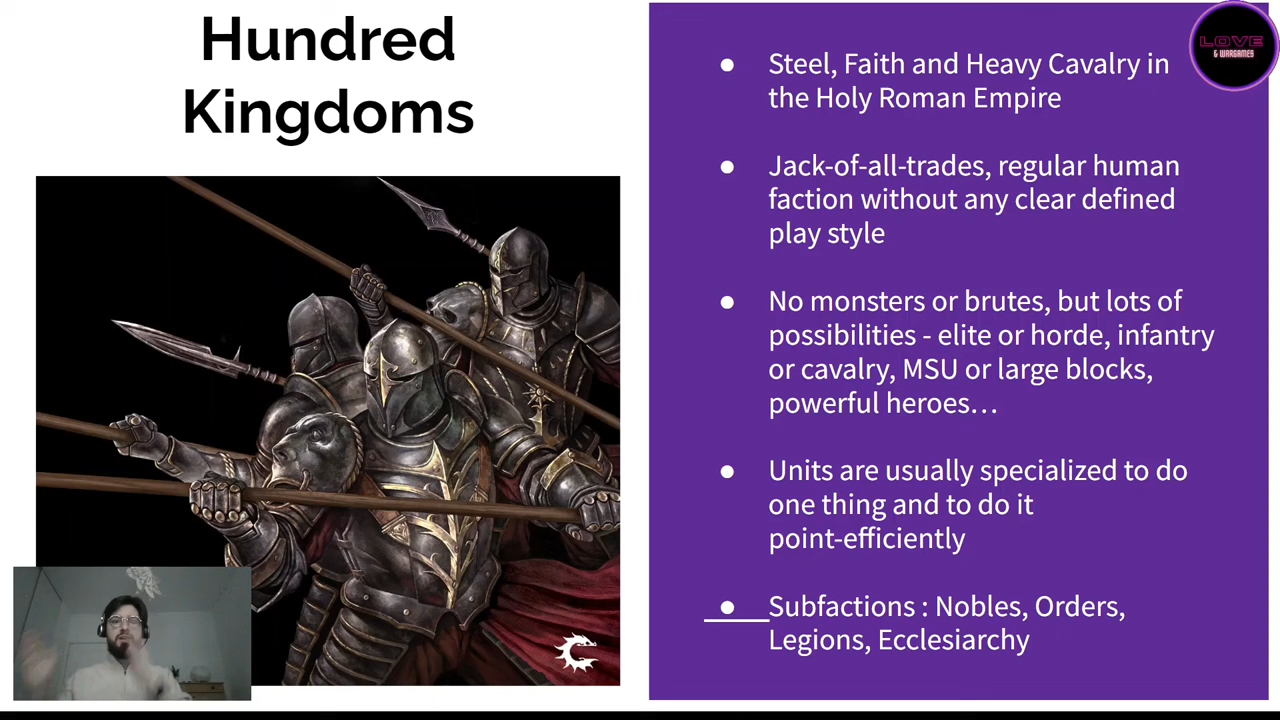 Hundred
Kingdoms
LOVE
& WARGAMES
● Steel, Faith and Heavy Cavalry in
the Holy Roman Empire
● Jack-of-all-trades, regular human
faction without any clear defined
play style
● No monsters or brutes, but lots of
possibilities - elite or horde, infantry
or cavalry, MSU or large blocks,
powerful heroes…
● Units are usually specialized to do
one thing and to do it
point-efficiently
● Subfactions : Nobles, Orders,
Legions, Ecclesiarchy